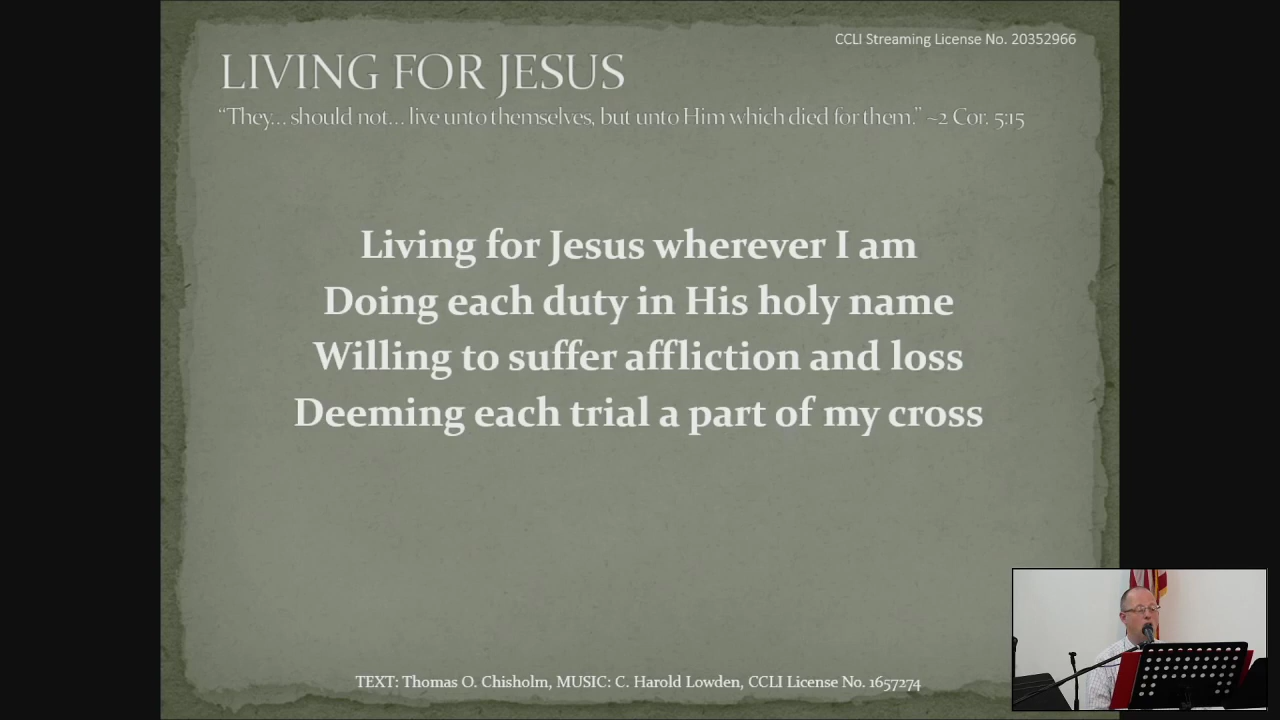 CCLI Streaming License No. 20352966
LIVING FOR JESUS
“They... should not... live unto themselves, but unto Him which died for them.” ~2 Cor. 5:15
Living for Jesus wherever I am
Doing each duty in His holy name
Willing to suffer affliction and loss
Deeming each trial a part of my cross
TEXT: Thomas O. Chisholm, MUSIC: C. Harold Lowden, CCLI License No. 1657274